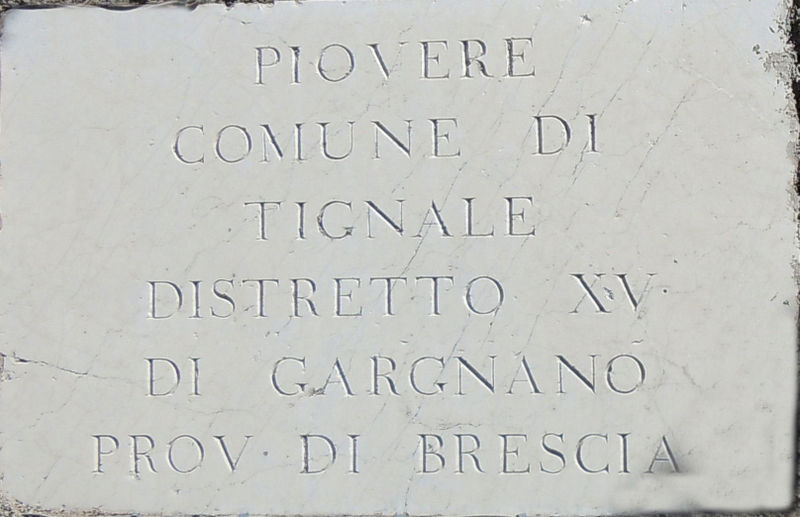 PIOVERE
COMUNE DI
TIGNALE
DISTRETTO XV·
DI GARGNANO
PROV· DI BRESCIA